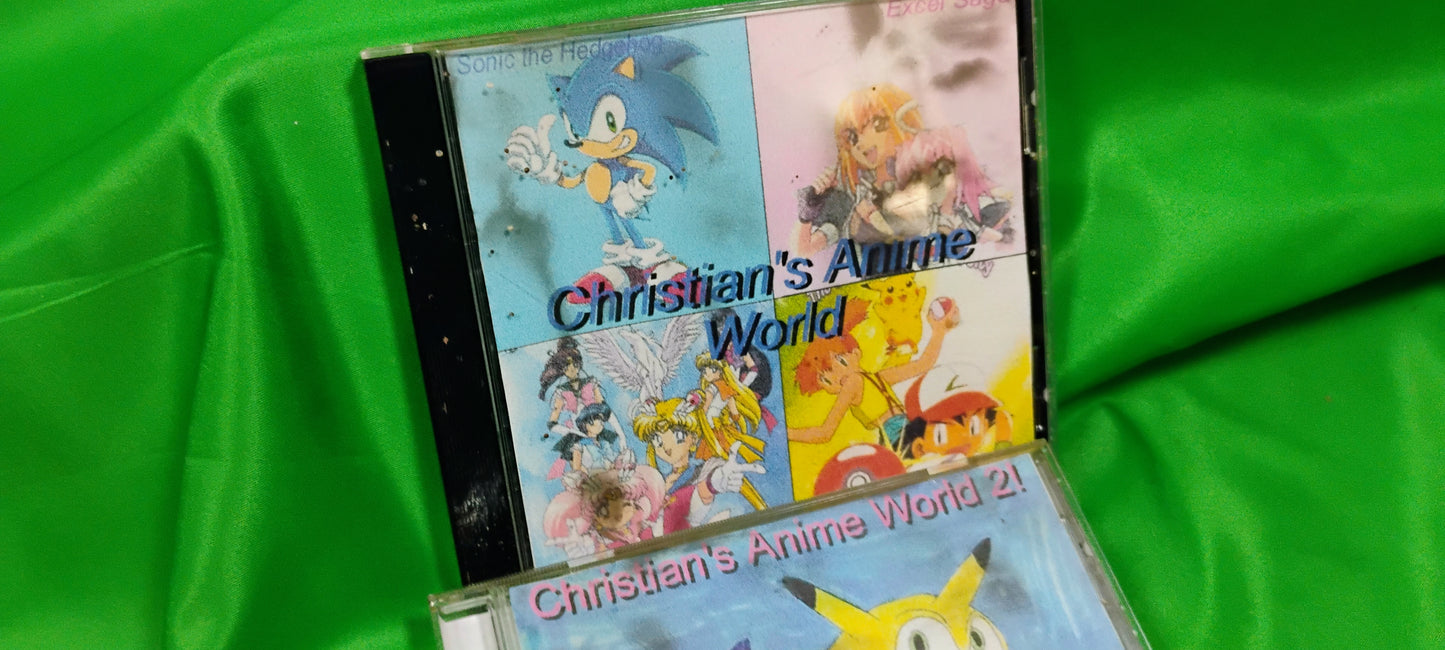 Sonic the Hedgehog
Excel Saga
Christian's Anime
World
Christian's Anime World 2!